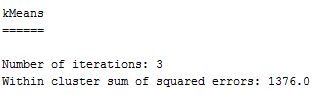 kMeans
======
Number of iterations: 3
Within cluster sum of squared errors: 1376.0